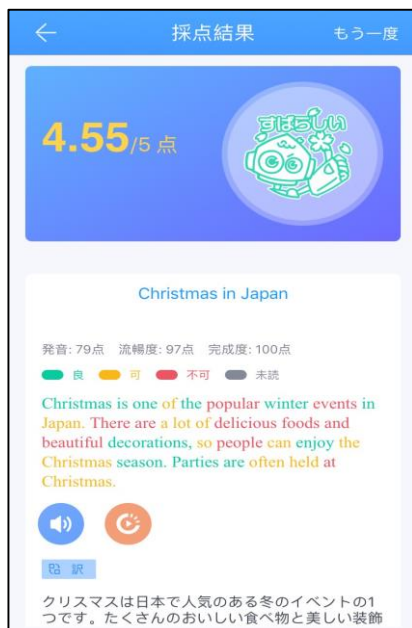 採点結果
もう一度
4.55/5 点
すばらしい
Christmas in Japan
発音: 79点 流暢度: 97点 完成度: 100点
良 可 不可 未読
Christmas is one of the popular winter events in
Japan. There are a lot of delicious foods and
beautiful decorations, so people can enjoy the
Christmas season. Parties are often held at
Christmas.
訳
クリスマスは日本で人気のある冬のイベントの1
つです。たくさんのおいしい食べ物と美しい装飾